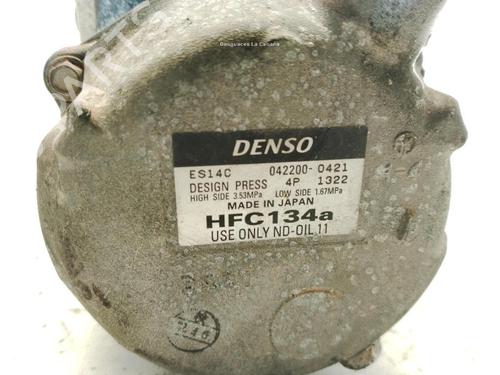 Desguaces La Cabaña
PARTS
DENSO
ES14C 042200-0421
DESIGN PRESS 4P 1322
HIGH SIDE 3.53MPa LOW SIDE 1.67MPa
MADE IN JAPAN
HFC134a
USE ONLY ND-OIL 11